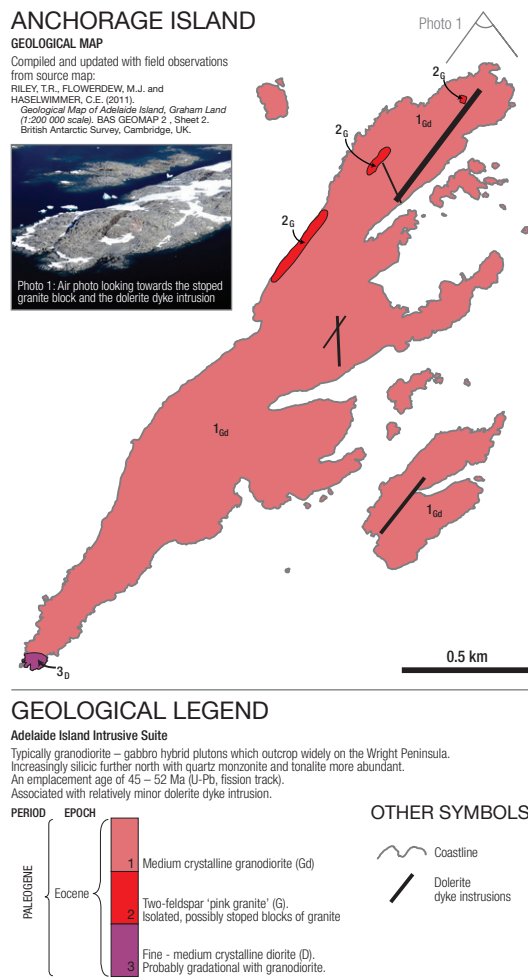 ANCHORAGE ISLAND
GEOLOGICAL MAP
Compiled and updated with field observations
from source map:
RILEY, T.R., FLOWERDEW, M.J. and
HASELWIMMER, C.E. (2011).
Geological Map of Adelaide Island, Graham Land
(1:200 000 scale). BAS GEOMAP 2 , Sheet 2.
British Antarctic Survey, Cambridge, UK.
Photo 1: Air photo looking towards the stoped
granite block and the dolerite dyke intrusion
Photo 1
2G
1Gd
2G
2G
1Gd
1Gd
3D
0.5 km
GEOLOGICAL LEGEND
Adelaide Island Intrusive Suite
Typically granodiorite – gabbro hybrid plutons which outcrop widely on the Wright Peninsula.
Increasingly silicic further north with quartz monzonite and tonalite more abundant.
An emplacement age of 45 – 52 Ma (U-Pb, fission track).
Associated with relatively minor dolerite dyke intrusion.
PERIOD EPOCH
PALEOGENE
Eocene
1 Medium crystalline granodiorite (Gd)
Two-feldspar ‘pink granite’ (G).
2 Isolated, possibly stoped blocks of granite
Fine - medium crystalline diorite (D).
3 Probably gradational with granodiorite.
OTHER SYMBOLS
Coastline
Dolerite
dyke instrusions